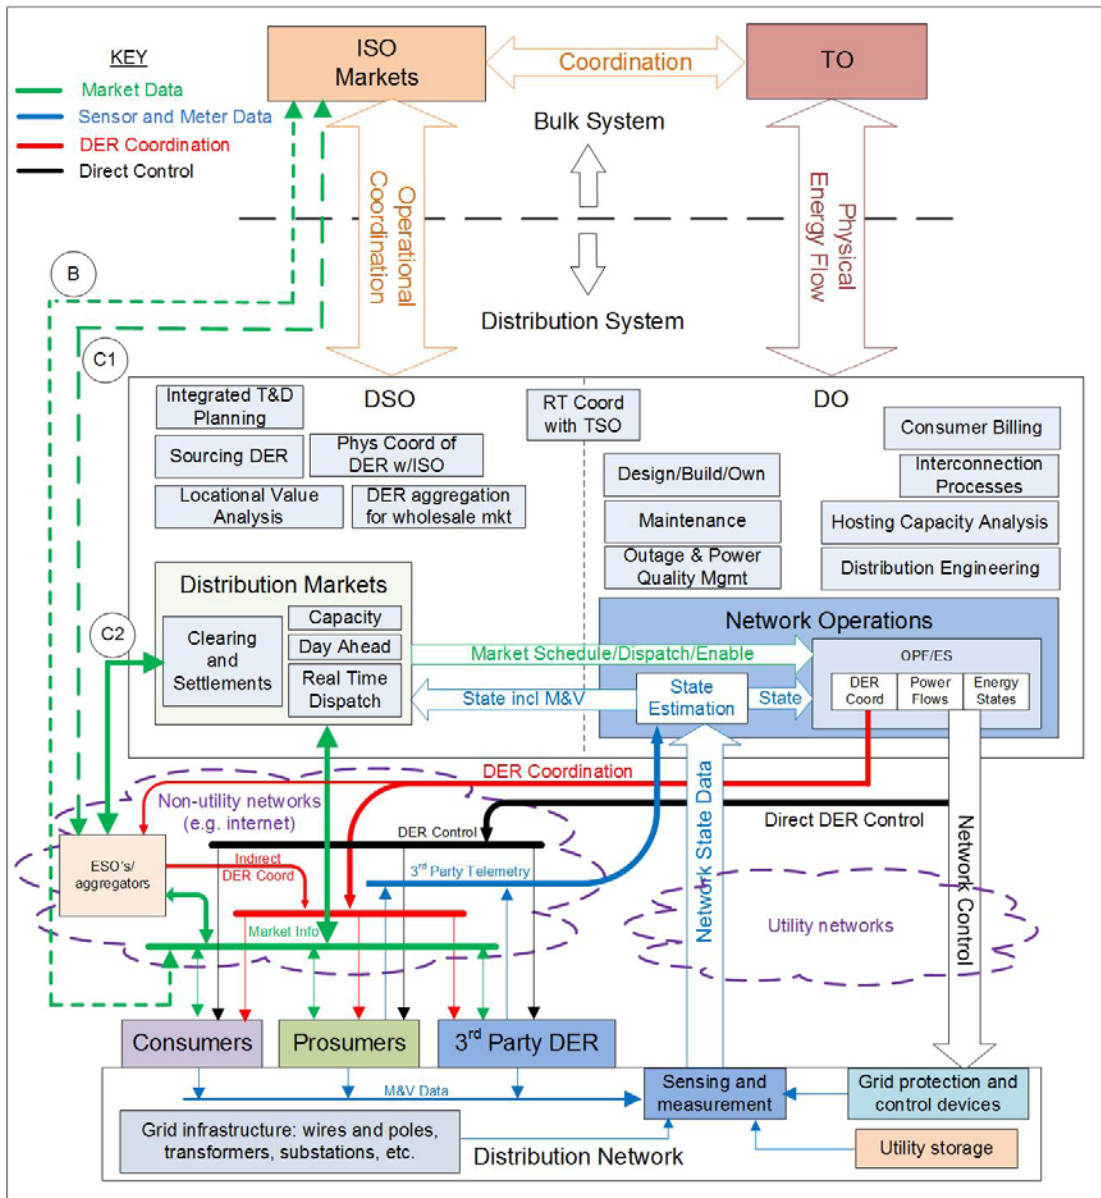 KEY
Market Data
Sensor and Meter Data
DER Coordination
Direct Control
ISO
Markets
Coordination
TO
Bulk System
Operational
Coordination
Physical
Energy Flow
Distribution System
B
C1
C2
DSO
Integrated T&D
Planning
Sourcing DER
Phys Coord of
DER w/ISO
Locational Value
Analysis
DER aggregation
for wholesale mkt
RT Coord
with TSO
DO
Consumer Billing
Design/Build/Own
Interconnection
Processes
Maintenance
Hosting Capacity Analysis
Outage & Power
Quality Mgmt
Distribution Engineering
Distribution Markets
Clearing
and
Settlements
Capacity
Day Ahead
Real Time
Dispatch
Market Schedule/Dispatch/Enable
State incl M&V
Network Operations
State
Estimation
State
OPF/ES
DER
Coord
Power
Flows
Energy
States
DER Coordination
Non-utility networks
(e.g. internet)
DER Control
Direct DER Control
ESO's/
aggregators
Indirect
DER Coord
3rd Party Telemetry
Market Info
Network State Data
Utility networks
Network Control
Consumers
Prosumers
3rd Party DER
M&V Data
Sensing and
measurement
Grid protection and
control devices
Grid infrastructure: wires and poles,
transformers, substations, etc.
Distribution Network
Utility storage